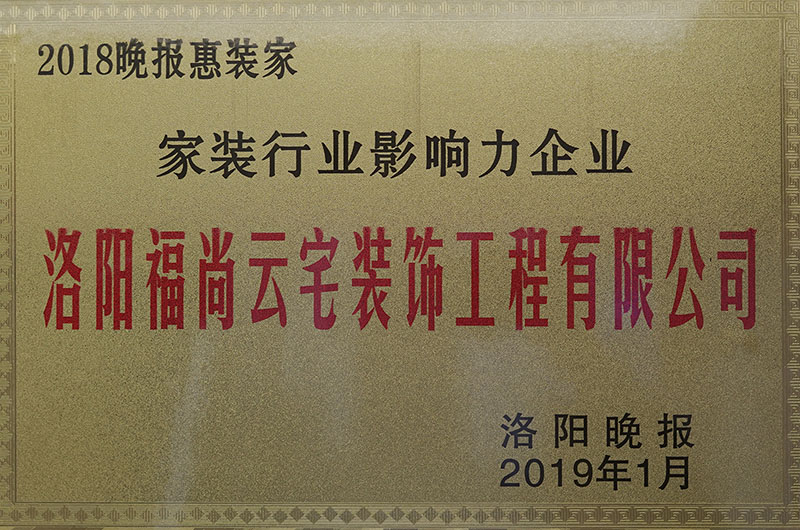 2018晚报惠装家
家装行业影响力企业
洛阳福尚云宅装饰工程有限公司
洛阳晚报
2019年1月